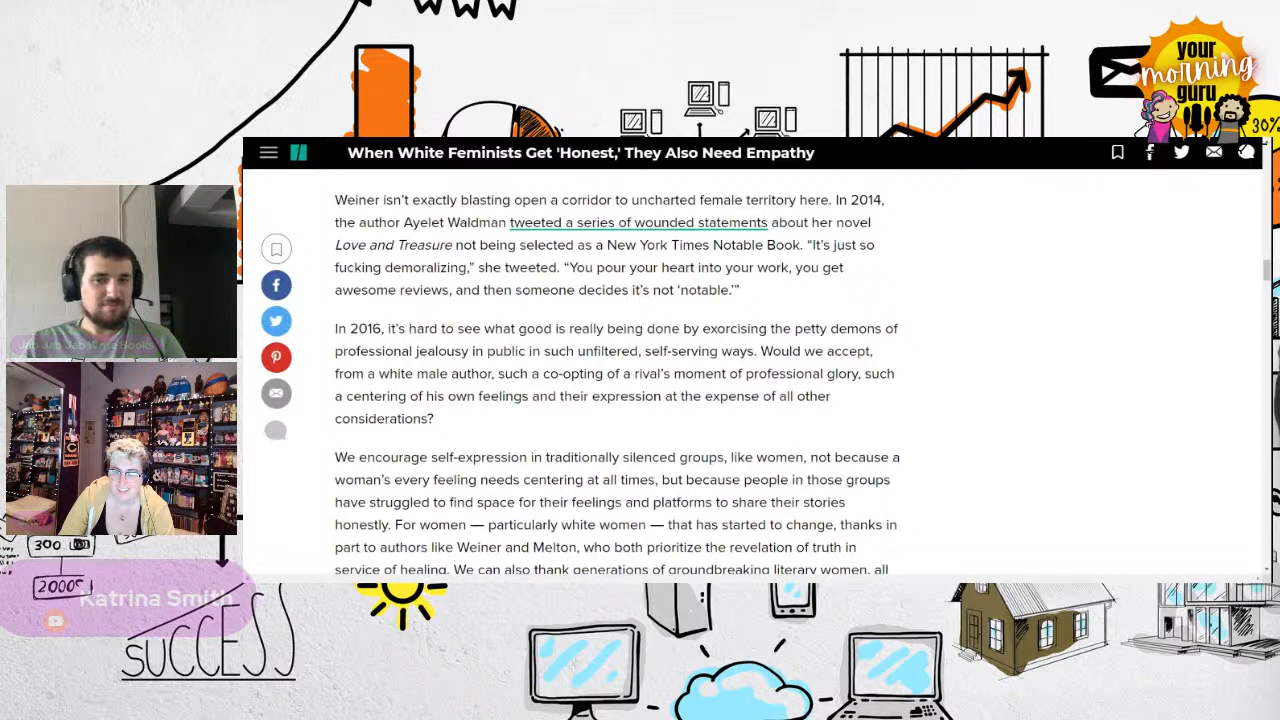 WWW
your
morning
guru
30%
When White Feminists Get 'Honest,' They Also Need Empathy
Weiner isn’t exactly blasting open a corridor to uncharted female territory here. In 2014,
the author Ayelet Waldman tweeted a series of wounded statements about her novel
Love and Treasure not being selected as a New York Times Notable Book. “It’s just so
fucking demoralizing,” she tweeted. “You pour your heart into your work, you get
awesome reviews, and then someone decides it’s not ‘notable.’”
In 2016, it’s hard to see what good is really being done by exorcising the petty demons of
professional jealousy in public in such unfiltered, self-serving ways. Would we accept,
from a white male author, such a co-opting of a rival’s moment of professional glory, such
a centering of his own feelings and their expression at the expense of all other
considerations?
We encourage self-expression in traditionally silenced groups, like women, not because a
woman’s every feeling needs centering at all times, but because people in those groups
have struggled to find space for their feelings and platforms to share their stories
honestly. For women — particularly white women — that has started to change, thanks in
part to authors like Weiner and Melton, who both prioritize the revelation of truth in
service of healing. We can also thank generations of groundbreaking literary women, all
Jab Jab Jab Write Books
300
2000$
Katrina Smith
SUCCESS